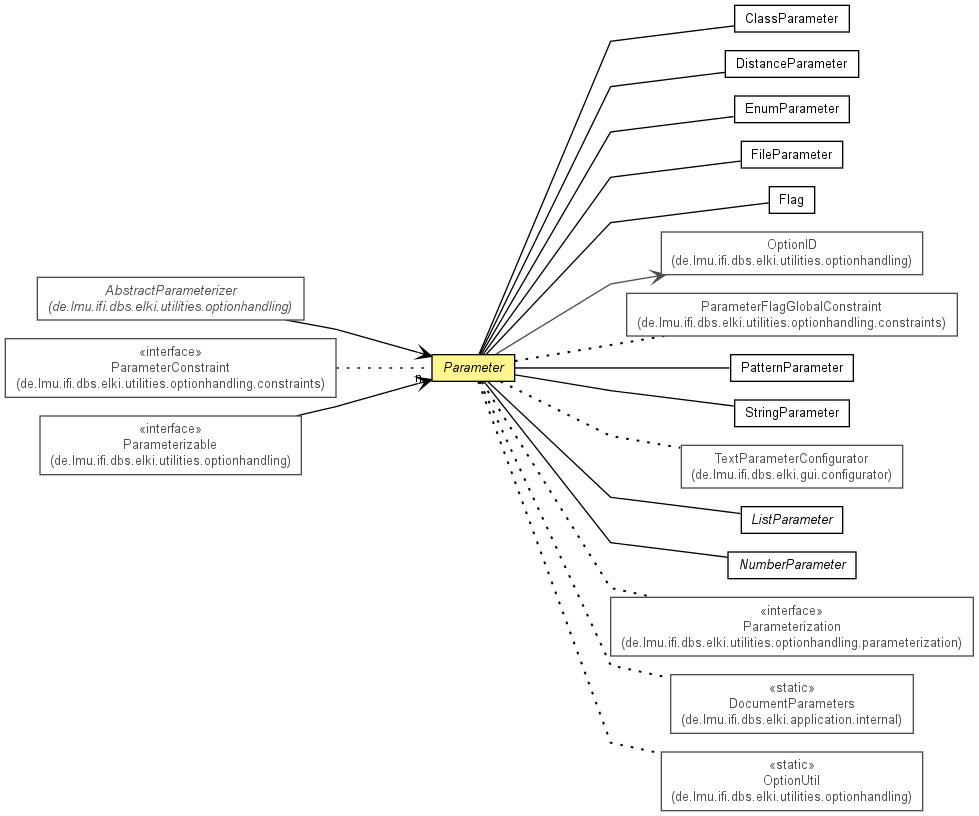 ClassParameter
DistanceParameter
EnumParameter
FileParameter
Flag
OptionID
(de.lmu.ifi.dbs.elki.utilities.optionhandling)
AbstractParameterizer
(de.lmu.ifi.dbs.elki.utilities.optionhandling)
ParameterFlagGlobalConstraint
(de.lmu.ifi.dbs.elki.utilities.optionhandling.constraints)
«interface»
ParameterConstraint
(de.lmu.ifi.dbs.elki.utilities.optionhandling.constraints)
n
Parameter
PatternParameter
StringParameter
«interface»
Parameterizable
(de.lmu.ifi.dbs.elki.utilities.optionhandling)
TextParameterConfigurator
(de.lmu.ifi.dbs.elki.gui.configurator)
ListParameter
NumberParameter
«interface»
Parameterization
(de.lmu.ifi.dbs.elki.utilities.optionhandling.parameterization)
«static»
DocumentParameters
(de.lmu.ifi.dbs.elki.application.internal)
«static»
OptionUtil
(de.lmu.ifi.dbs.elki.utilities.optionhandling)